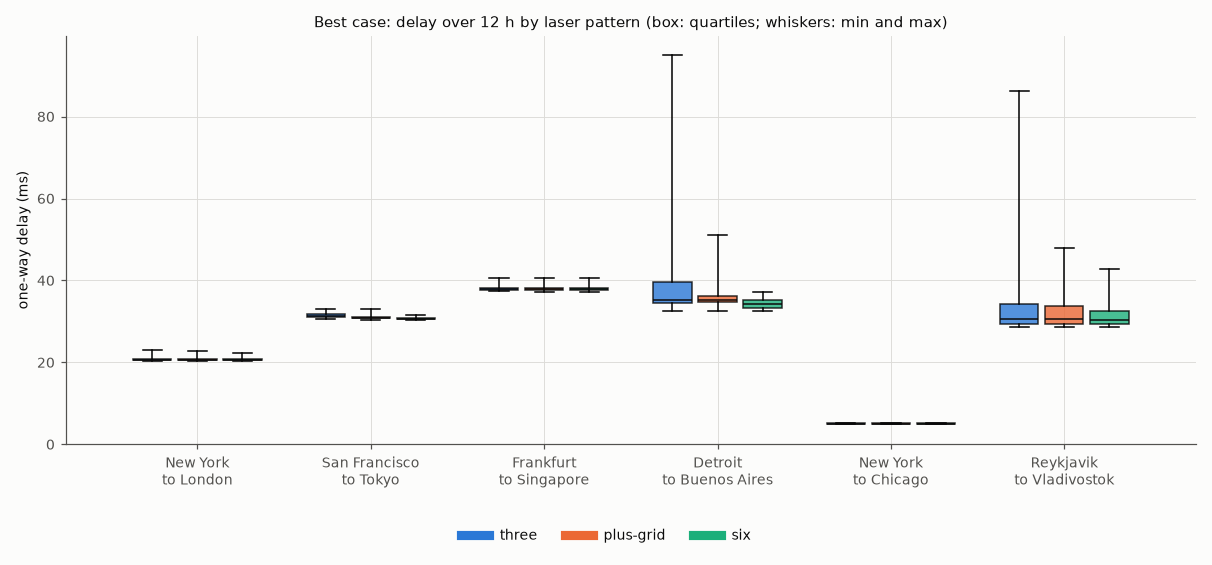 Best case: delay over 12 h by laser pattern (box: quartiles; whiskers: min and max)
one-way delay (ms)
80
60
40
20
0
New York
to London
San Francisco
to Tokyo
Frankfurt
to Singapore
Detroit
to Buenos Aires
New York
to Chicago
Reykjavik
to Vladivostok
three
plus-grid
six